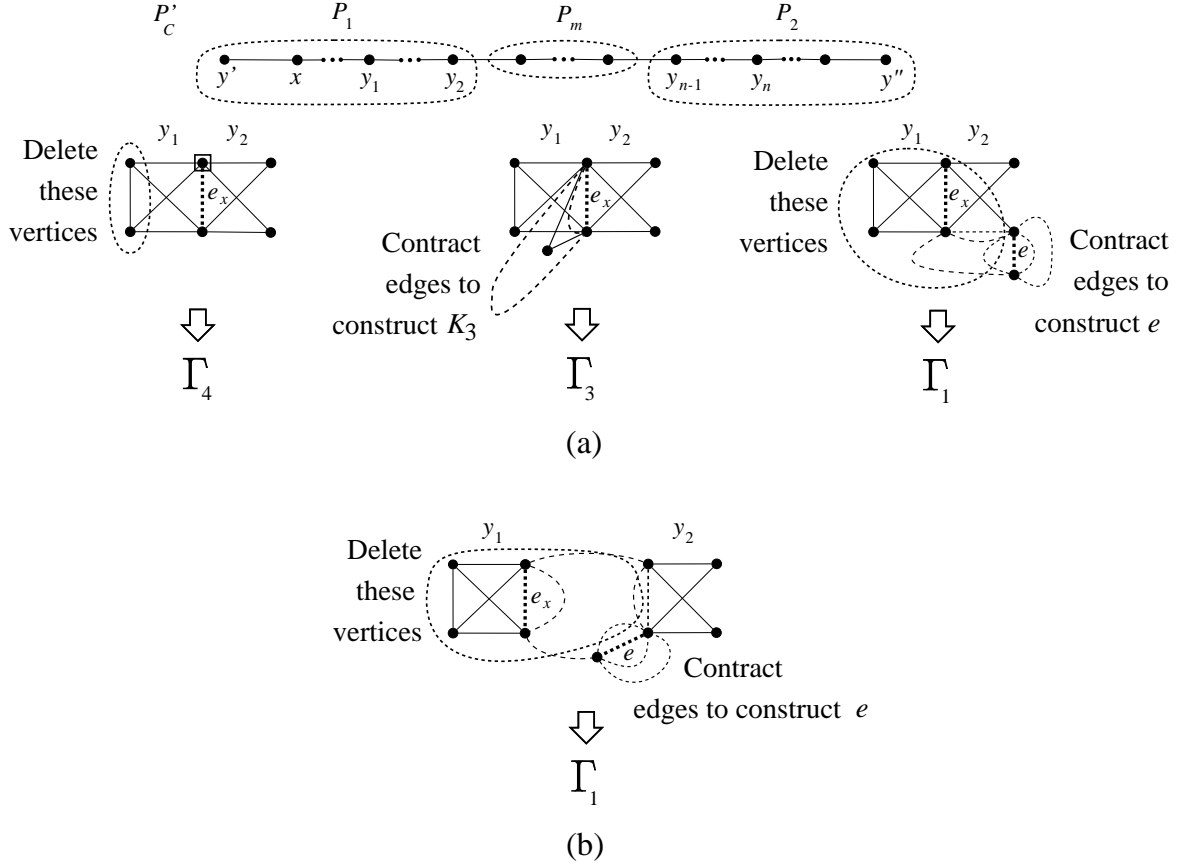 P'_C P_1 P_m P_2
y' x y_1 y_2 y_{n-1} y_n y''
Delete
these
vertices
y_1 y_2
e_x
Γ_4
y_1 y_2
e_x
Contract
edges to
construct K_3
Γ_3
Delete
these
vertices
y_1 y_2
e_x
e
Contract
edges to
construct e
Γ_1
(a)
Delete
these
vertices
y_1 y_2
e_x
e
Contract
edges to construct e
Γ_1
(b)